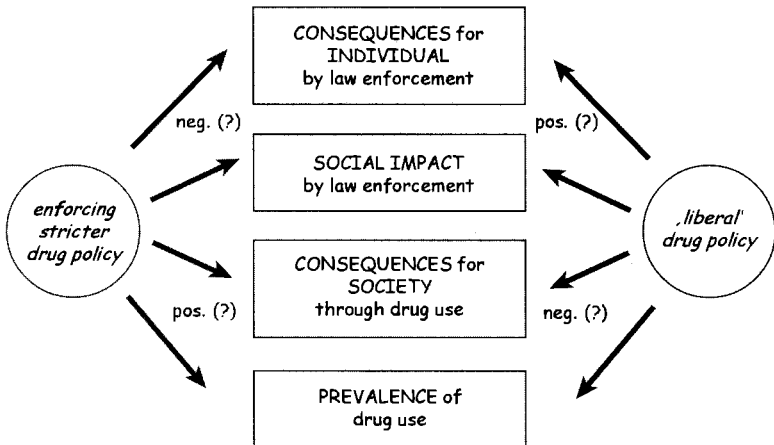 CONSEQUENCES for
INDIVIDUAL
by law enforcement
neg. (?)
pos. (?)
SOCIAL IMPACT
by law enforcement
enforcing
stricter
drug policy
‚liberal'
drug policy
CONSEQUENCES for
SOCIETY
through drug use
pos. (?)
neg. (?)
PREVALENCE of
drug use